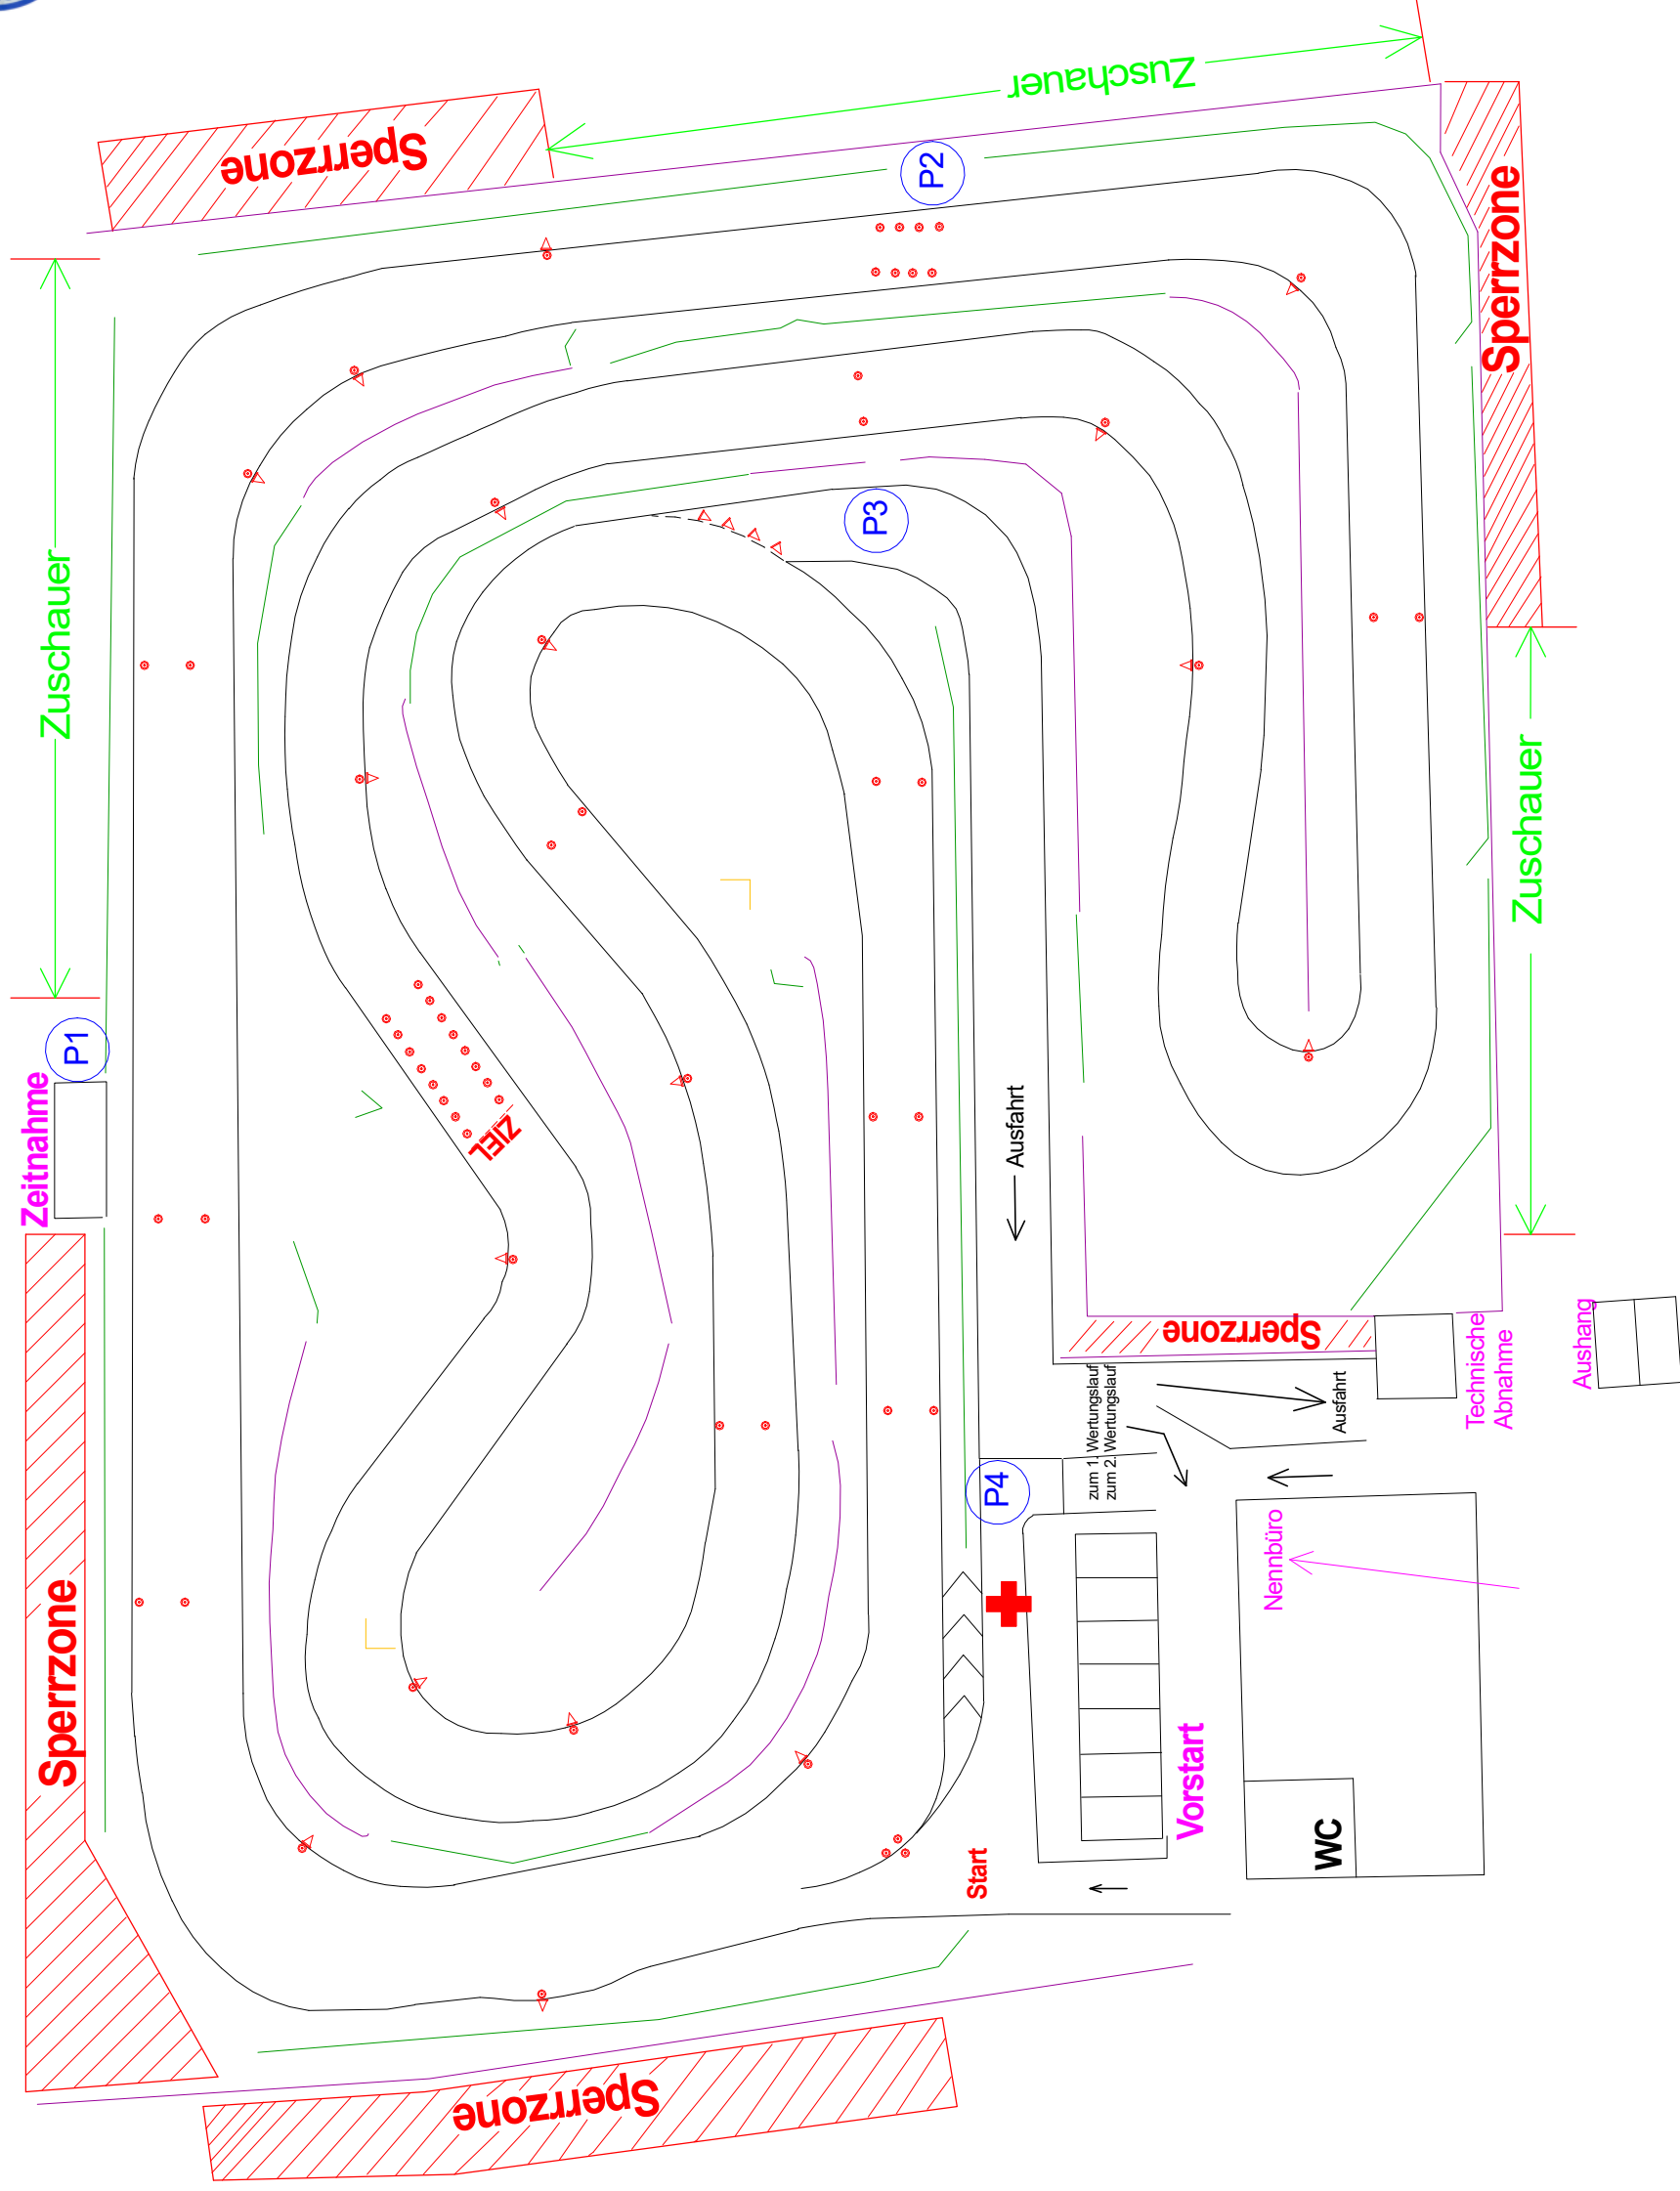 Zuschauer
Sperrzone
P2
Sperrzone
P3
Zuschauer
Zuschauer
P1
Zeitnahme
ZIEL
Ausfahrt
Sperrzone
Technische
Abnahme
Aushang
zum 1. Wertungslauf
zum 2. Wertungslauf
Ausfahrt
P4
Nennbüro
Sperrzone
Vorstart
WC
Start
Sperrzone